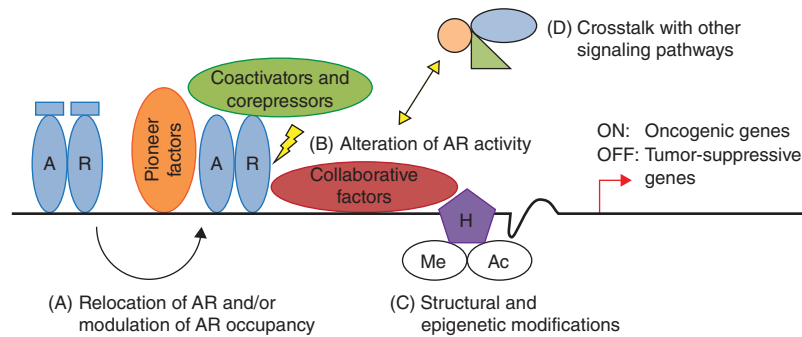 (D) Crosstalk with other
signaling pathways
Coactivators and
corepressors
Pioneer
factors
A
R
A
R
(B) Alteration of AR activity
ON: Oncogenic genes
OFF: Tumor-suppressive
genes
Collaborative
factors
H
Me
Ac
(A) Relocation of AR and/or
modulation of AR occupancy
(C) Structural and
epigenetic modifications